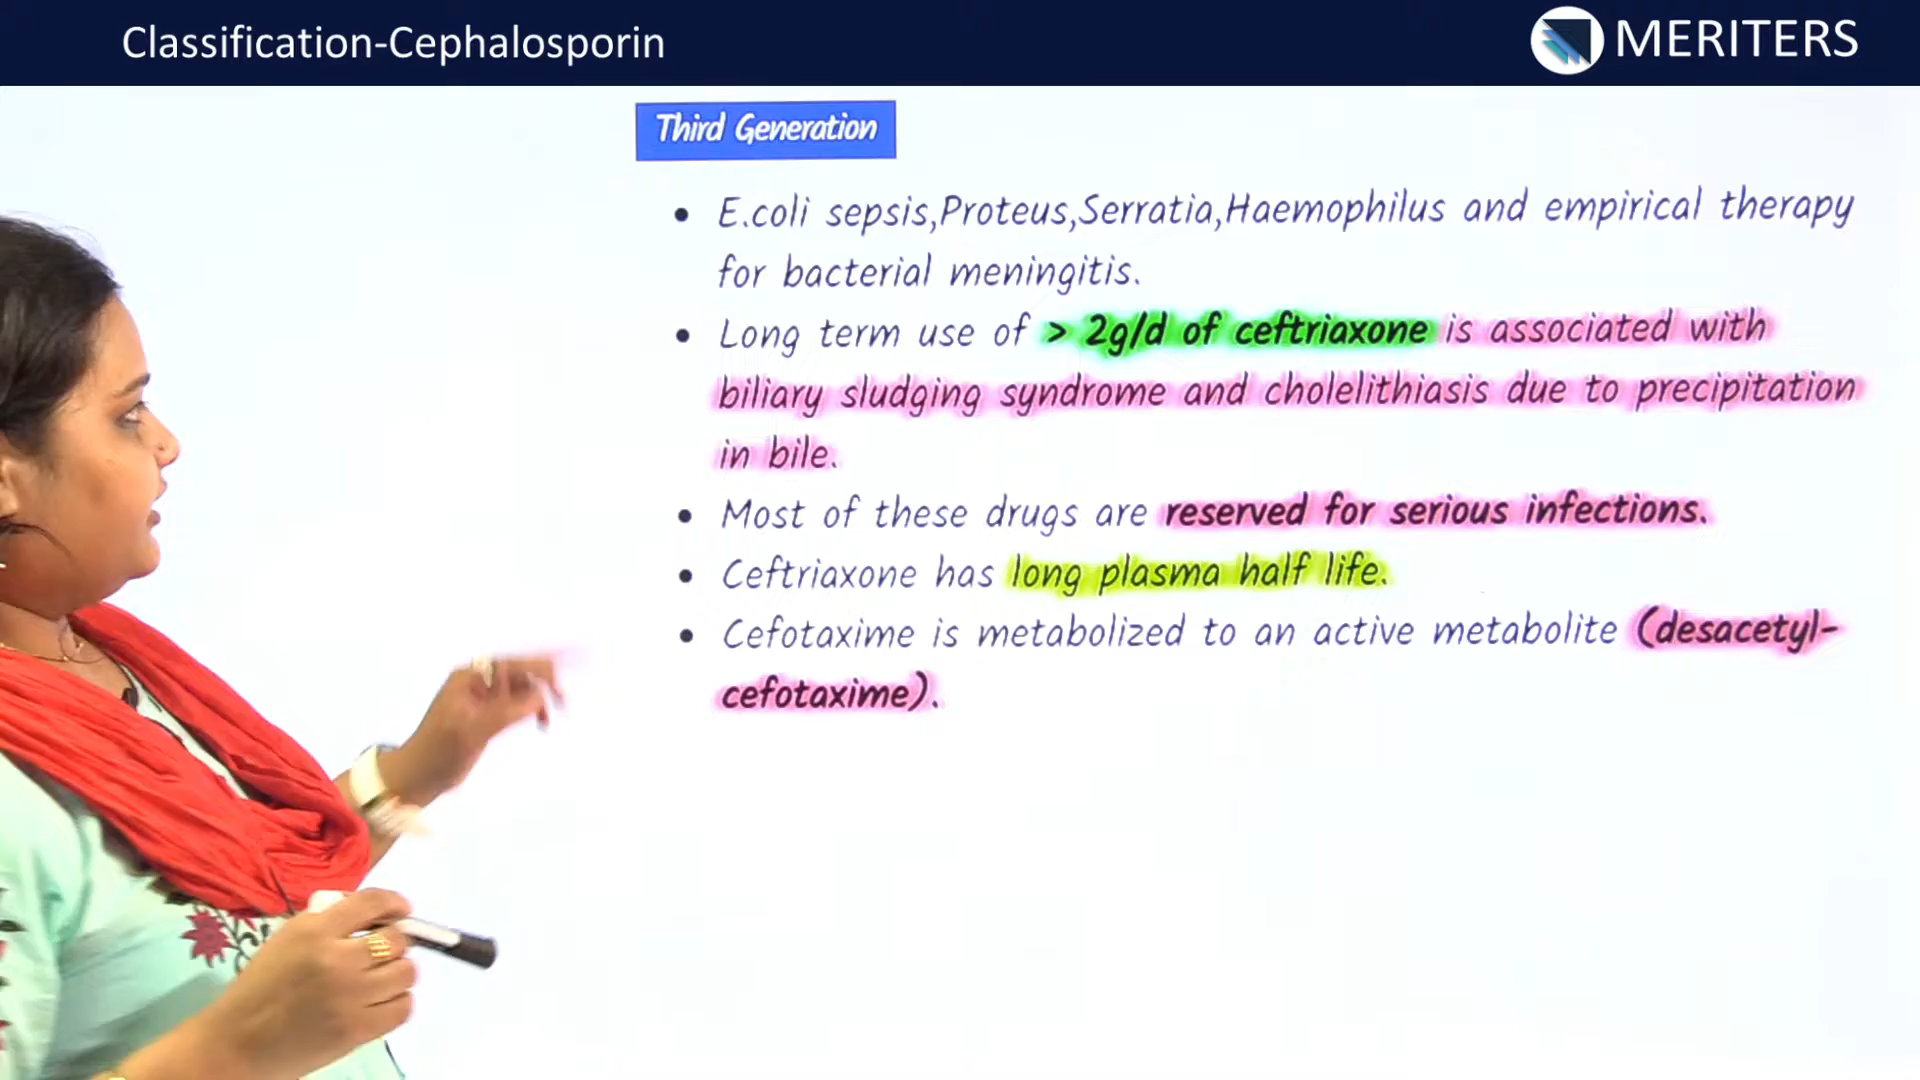 Classification-Cephalosporin
MERITERS
Third Generation
• E.coli sepsis,Proteus,Serratia,Haemophilus and empirical therapy
for bacterial meningitis.
• Long term use of > 2g/d of ceftriaxone is associated with
biliary sludging syndrome and cholelithiasis due to precipitation
in bile.
• Most of these drugs are reserved for serious infections.
• Ceftriaxone has long plasma half life.
• Cefotaxime is metabolized to an active metabolite (desacetyl-
cefotaxime).